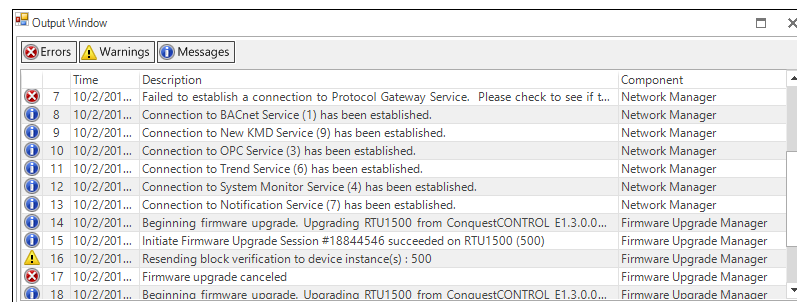 Output Window
Errors Warnings Messages
Time Description Component
7 10/2/201... Failed to establish a connection to Protocol Gateway Service.  Please check to see if t... Network Manager
8 10/2/201... Connection to BACnet Service (1) has been established. Network Manager
9 10/2/201... Connection to New KMD Service (9) has been established. Network Manager
10 10/2/201... Connection to OPC Service (3) has been established. Network Manager
11 10/2/201... Connection to Trend Service (6) has been established. Network Manager
12 10/2/201... Connection to System Monitor Service (4) has been established. Network Manager
13 10/2/201... Connection to Notification Service (7) has been established. Network Manager
14 10/2/201... Beginning firmware upgrade. Upgrading RTU1500 from ConquestCONTROL E1.3.0.0... Firmware Upgrade Manager
15 10/2/201... Initiate Firmware Upgrade Session #18844546 succeeded on RTU1500 (500) Firmware Upgrade Manager
16 10/2/201... Resending block verification to device instance(s) : 500 Firmware Upgrade Manager
17 10/2/201... Firmware upgrade canceled Firmware Upgrade Manager
18 10/2/201... Beginning firmware upgrade. Upgrading RTU1500 from ConquestCONTROL E1.3.0.0... Firmware Upgrade Manager